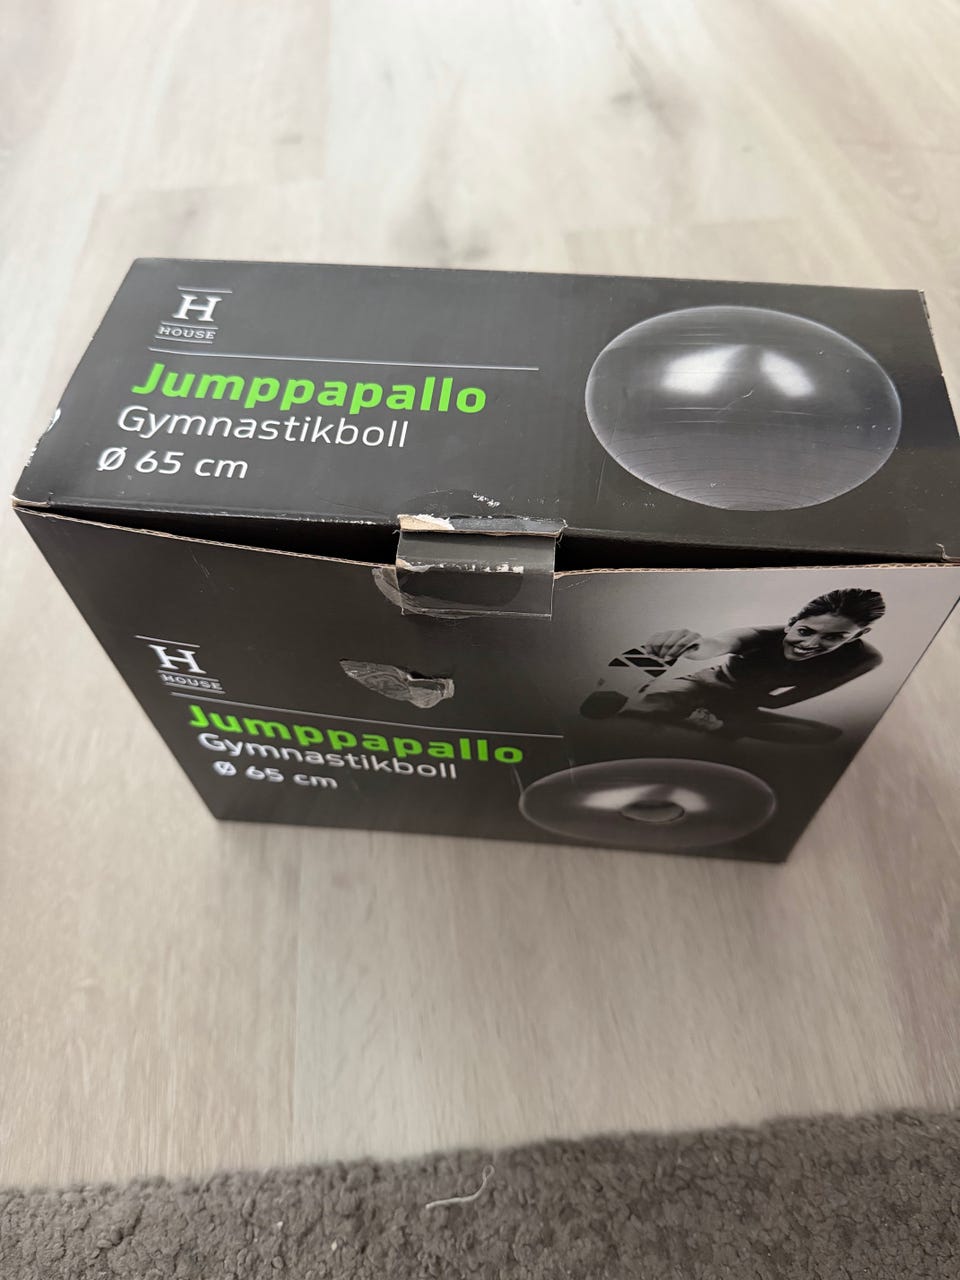 H
HOUSE
Jumppapallo
Gymnastikboll
Ø 65 cm
H
HOUSE
Jumppapallo
Gymnastikboll
Ø 65 cm